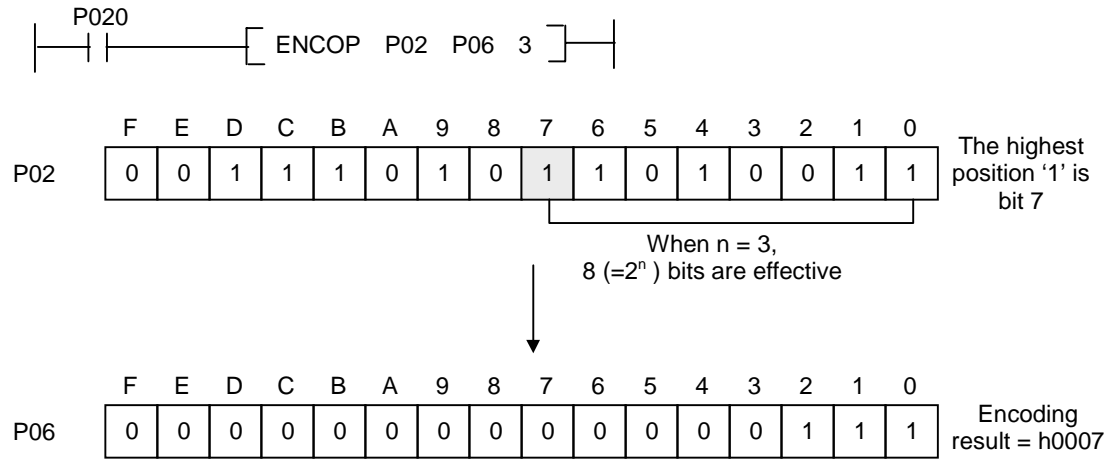 P020
ENCOP P02 P06 3
F E D C B A 9 8 7 6 5 4 3 2 1 0
P02 0 0 1 1 1 0 1 0 1 1 0 1 0 0 1 1
The highest
position ‘1’ is
bit 7
When n = 3,
8 (=2ⁿ ) bits are effective
F E D C B A 9 8 7 6 5 4 3 2 1 0
P06 0 0 0 0 0 0 0 0 0 0 0 0 0 1 1 1
Encoding
result = h0007